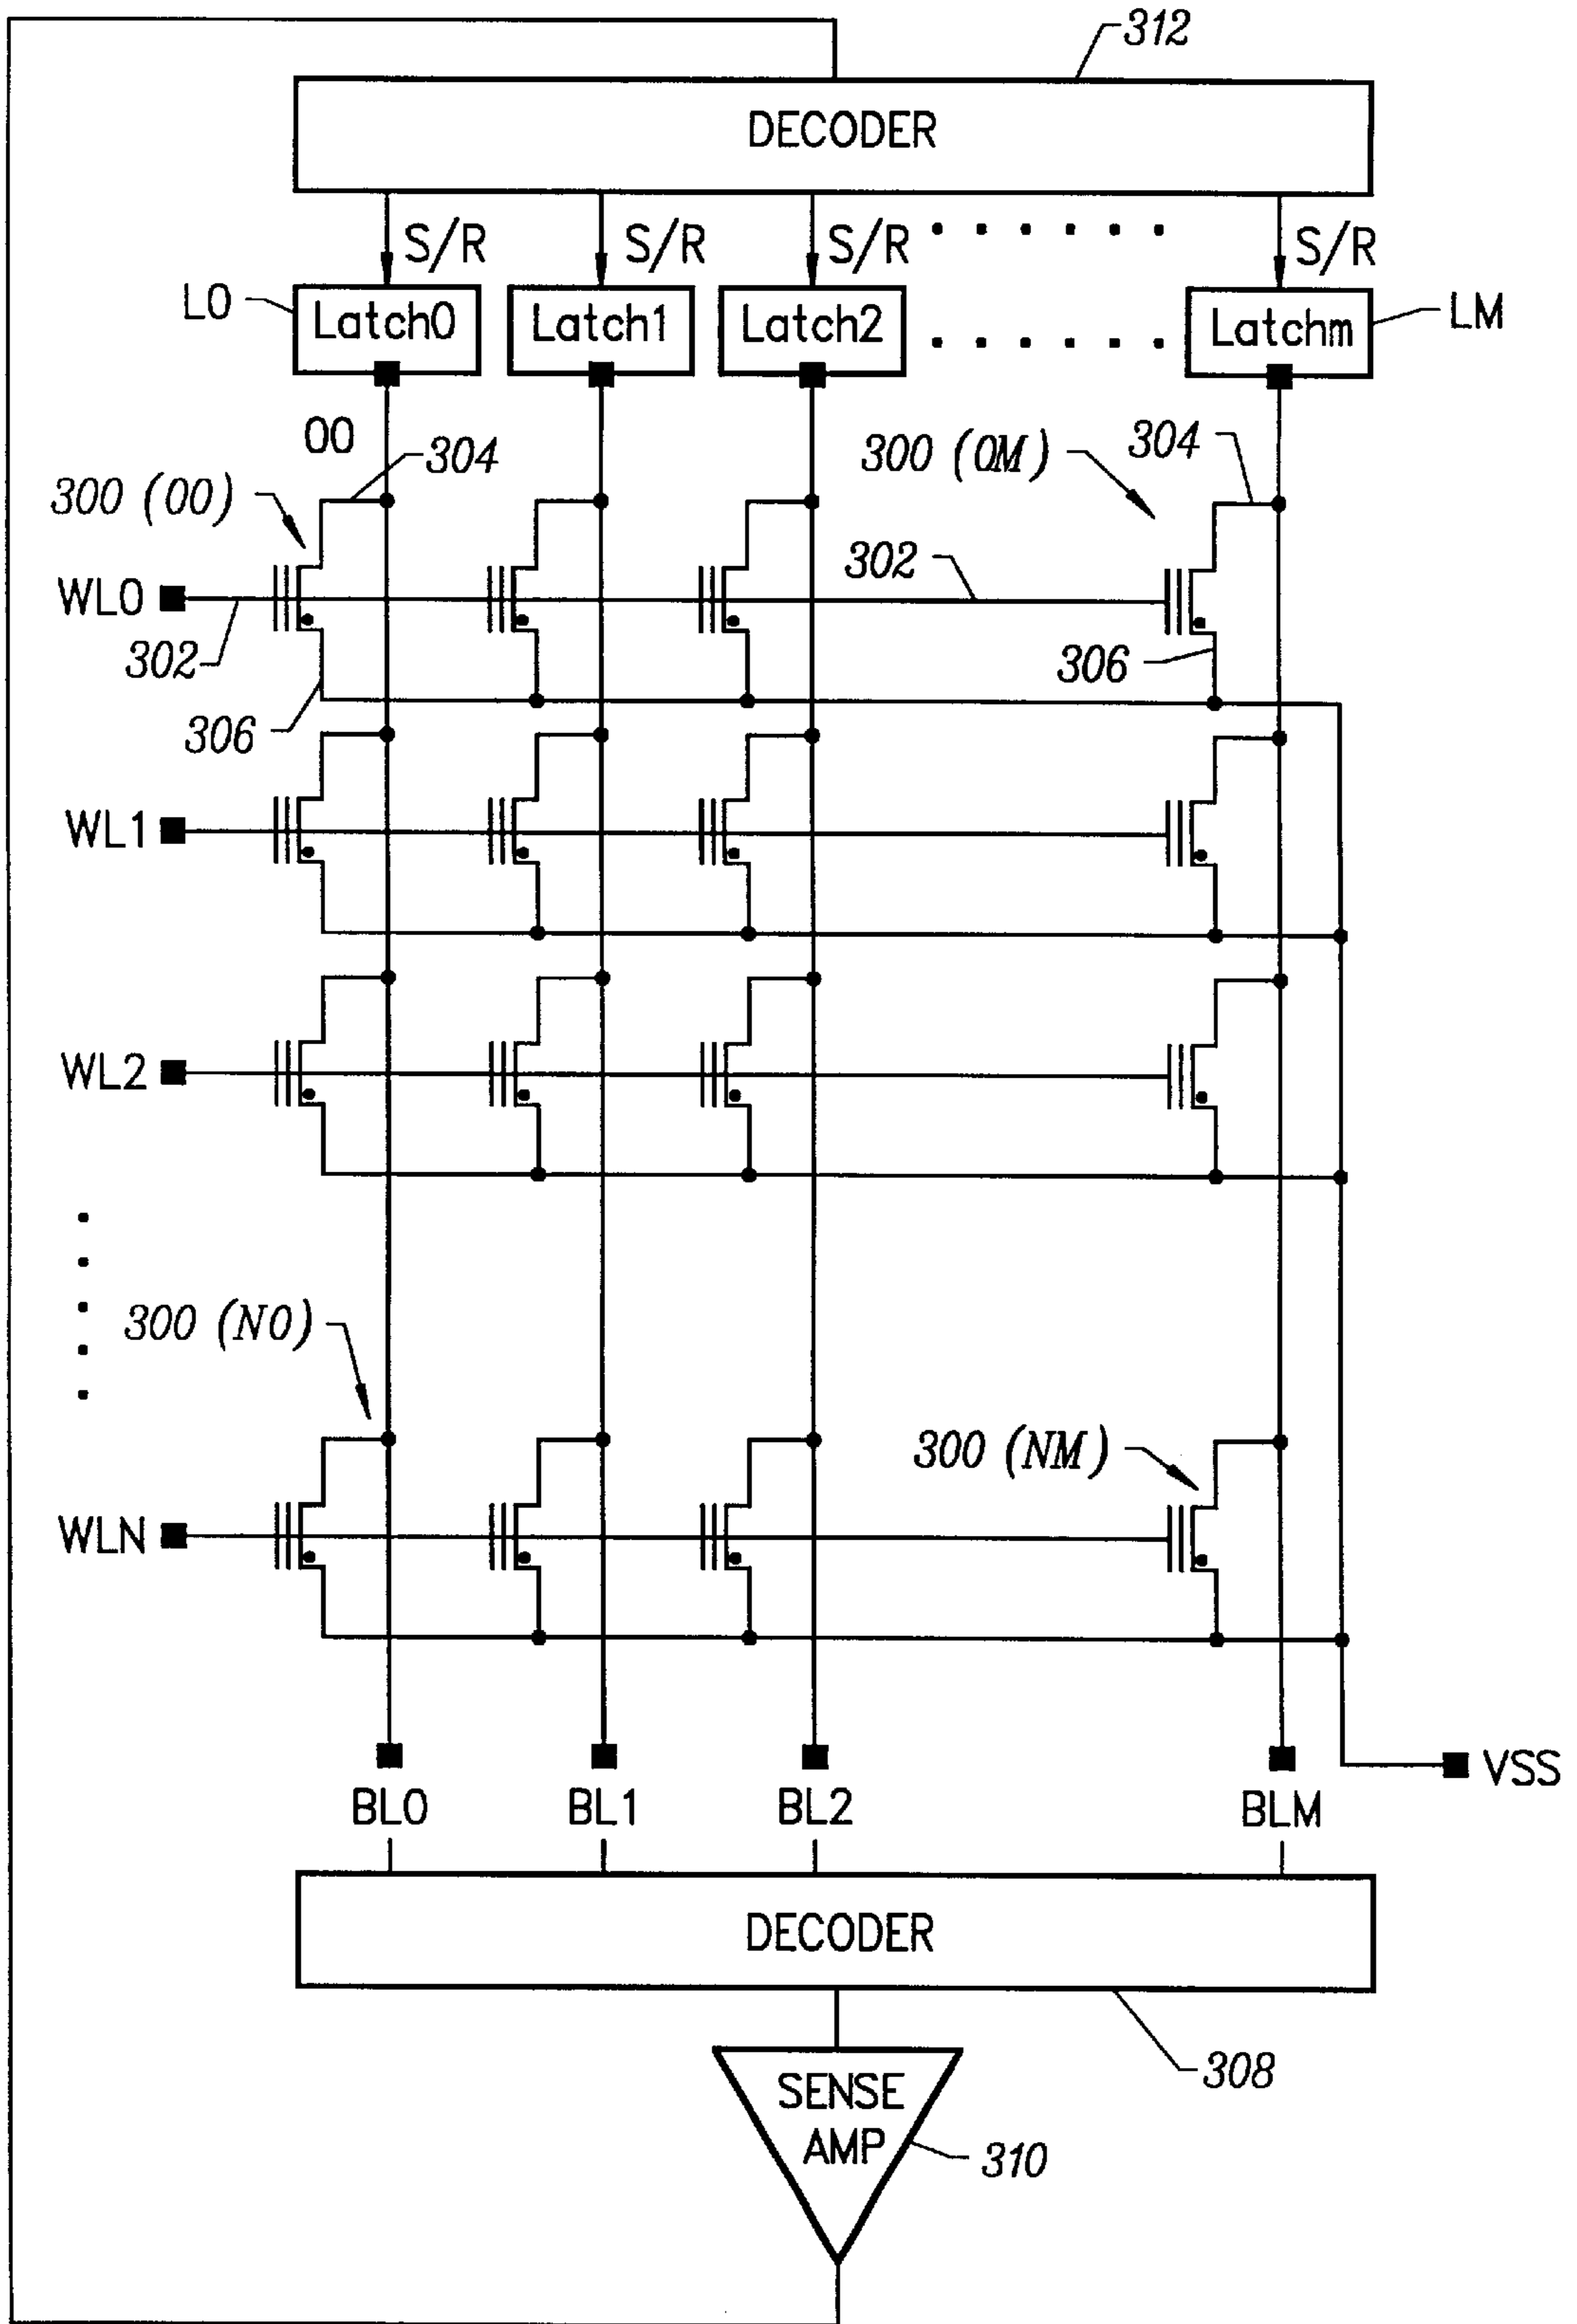 312
DECODER
S/R S/R S/R S/R
L0 Latch0 Latch1 Latch2 Latchm LM
00
304 300 (0M) 304
300 (00)
WL0 302
302 306
306
WL1
WL2
300 (N0)
300 (NM)
WLN
VSS
BL0 BL1 BL2 BLM
DECODER
308
SENSE
AMP
310